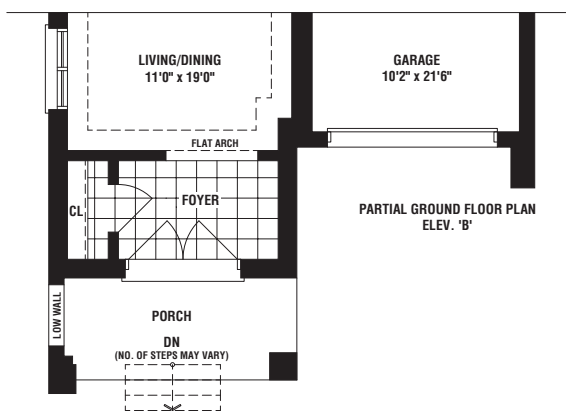 LIVING/DINING
11'0" x 19'0"
GARAGE
10'2" x 21'6"
FLAT ARCH
CL
FOYER
PARTIAL GROUND FLOOR PLAN
ELEV. 'B'
LOW WALL
PORCH
DN
(NO. OF STEPS MAY VARY)